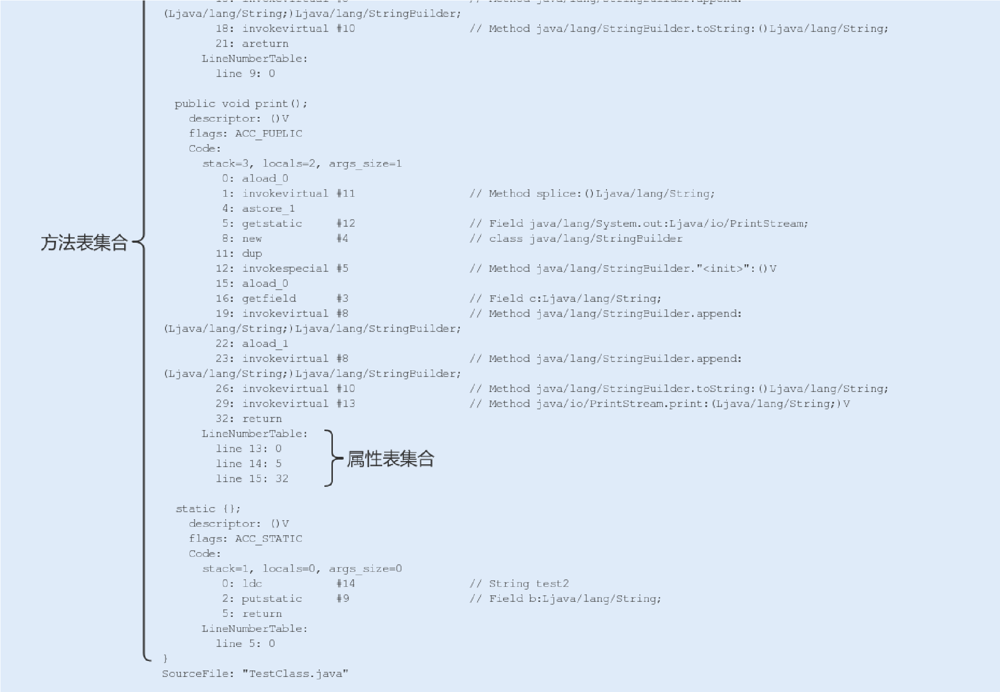 (Ljava/lang/String;)Ljava/lang/StringBuilder;
18: invokevirtual #10 // Method java/lang/StringBuilder.toString:()Ljava/lang/String;
21: areturn
LineNumberTable:
line 9: 0
public void print();
descriptor: ()V
flags: ACC_PUBLIC
Code:
stack=3, locals=2, args_size=1
0: aload_0
1: invokevirtual #11 // Method splice:()Ljava/lang/String;
4: astore_1
5: getstatic #12 // Field java/lang/System.out:Ljava/io/PrintStream;
8: new #4 // class java/lang/StringBuilder
方法表集合
11: dup
12: invokespecial #5 // Method java/lang/StringBuilder."<init>":()V
15: aload_0
16: getfield #3 // Field c:Ljava/lang/String;
19: invokevirtual #8 // Method java/lang/StringBuilder.append:
(Ljava/lang/String;)Ljava/lang/StringBuilder;
22: aload_1
23: invokevirtual #8 // Method java/lang/StringBuilder.append:
(Ljava/lang/String;)Ljava/lang/StringBuilder;
26: invokevirtual #10 // Method java/lang/StringBuilder.toString:()Ljava/lang/String;
29: invokevirtual #13 // Method java/io/PrintStream.print:(Ljava/lang/String;)V
32: return
LineNumberTable:
line 13: 0
line 14: 5
line 15: 32
属性表集合
static {};
descriptor: ()V
flags: ACC_STATIC
Code:
stack=1, locals=0, args_size=0
0: ldc #14 // String test2
2: putstatic #9 // Field b:Ljava/lang/String;
5: return
LineNumberTable:
line 5: 0
}
SourceFile: "TestClass.java"